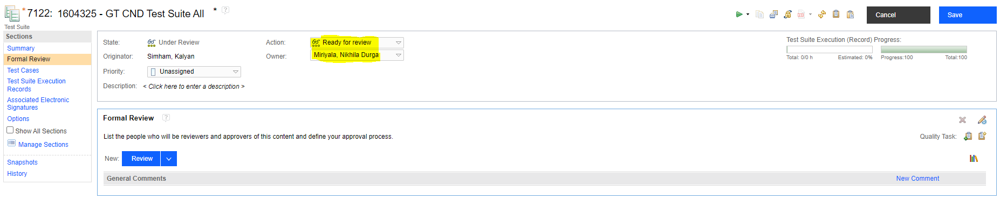 *7122: 1604325 - GT CND Test Suite All * ?
Test Suite
Cancel
Save
Sections
Summary
Formal Review
Test Cases
Test Suite Execution
Records
Associated Electronic
Signatures
Options
Show All Sections
Manage Sections
Snapshots
History
State: Under Review
Action: Ready for review
Originator: Simham, Kalyan
Owner: Miriyala, Nikhila Durga
Priority: Unassigned
Description: < Click here to enter a description >
Test Suite Execution (Record) Progress:
Total: 0/0 h Estimated: 0% Progress:100 Total:100
Formal Review ?
List the people who will be reviewers and approvers of this content and define your approval process.
Quality Task:
New: Review
General Comments New Comment